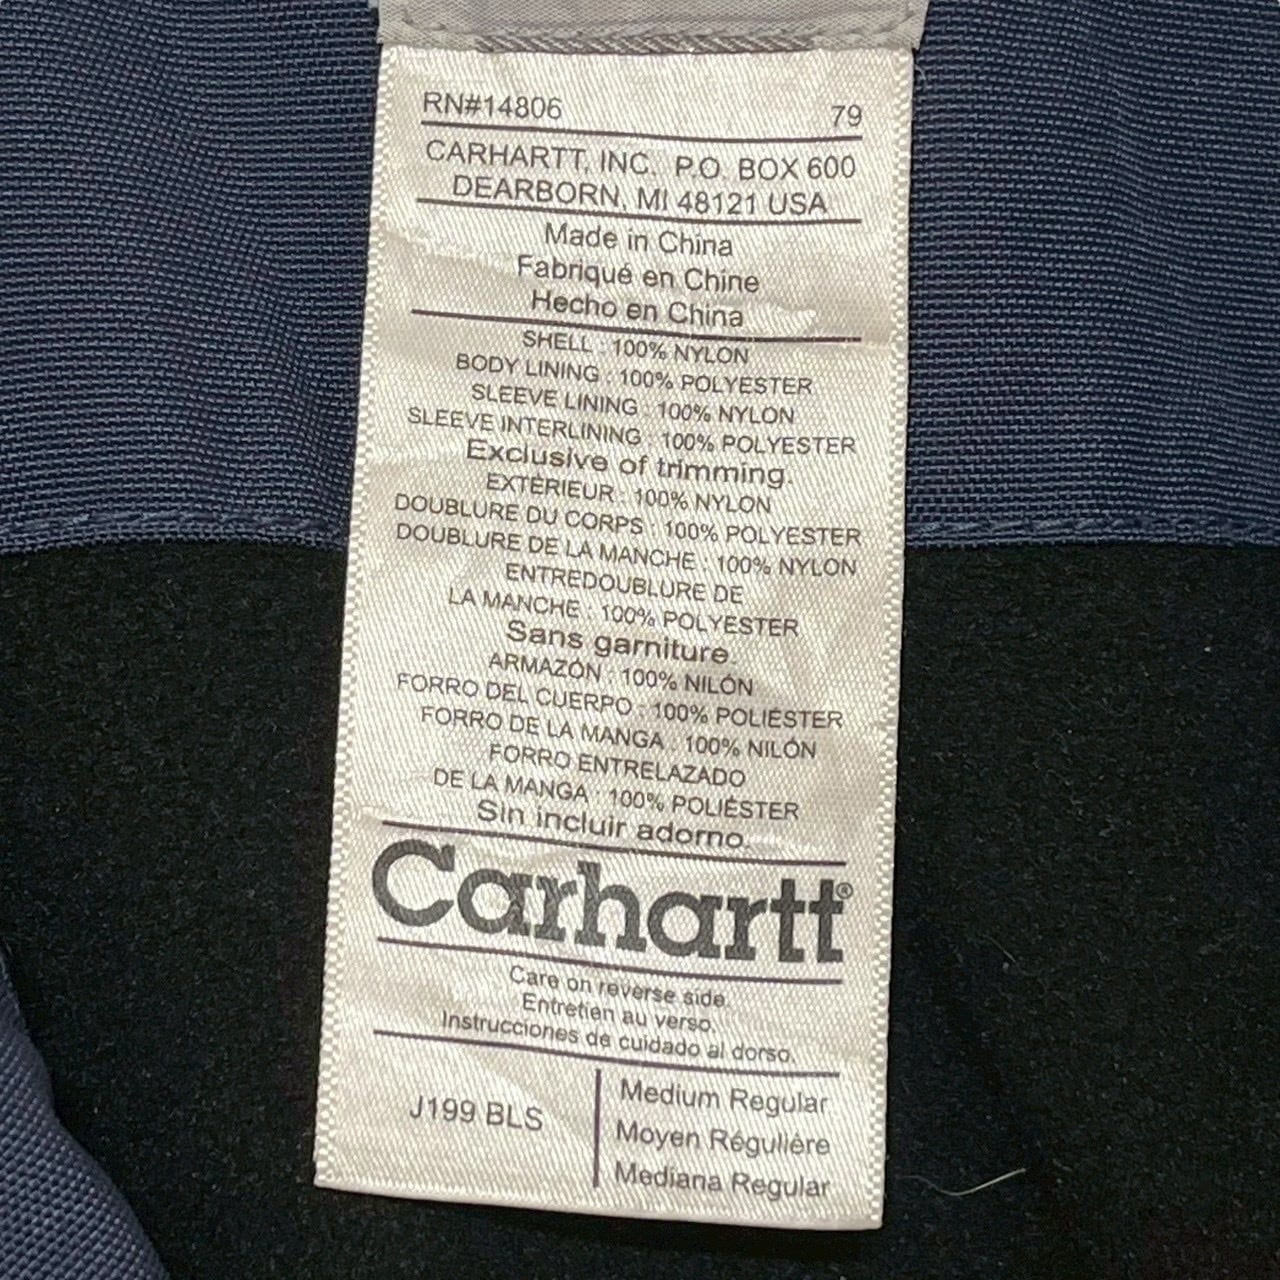 RN#14806 79
CARHARTT, INC. P.O. BOX 600
DEARBORN, MI 48121 USA
Made in China
Fabriqué en Chine
Hecho en China
SHELL : 100% NYLON
BODY LINING : 100% POLYESTER
SLEEVE LINING : 100% NYLON
SLEEVE INTERLINING : 100% POLYESTER
Exclusive of trimming.
EXTÉRIEUR : 100% NYLON
DOUBLURE DU CORPS : 100% POLYESTER
DOUBLURE DE LA MANCHE : 100% NYLON
ENTREDOUBLURE DE
LA MANCHE : 100% POLYESTER
Sans garniture.
ARMAZÓN : 100% NILÓN
FORRO DEL CUERPO : 100% POLIÉSTER
FORRO DE LA MANGA : 100% NILÓN
FORRO ENTRELAZADO
DE LA MANGA : 100% POLIÉSTER
Sin incluir adorno.
Carhartt®
Care on reverse side.
Entretien au verso.
Instrucciones de cuidado al dorso.
J199 BLS
Medium Regular
Moyen Régulière
Mediana Regular